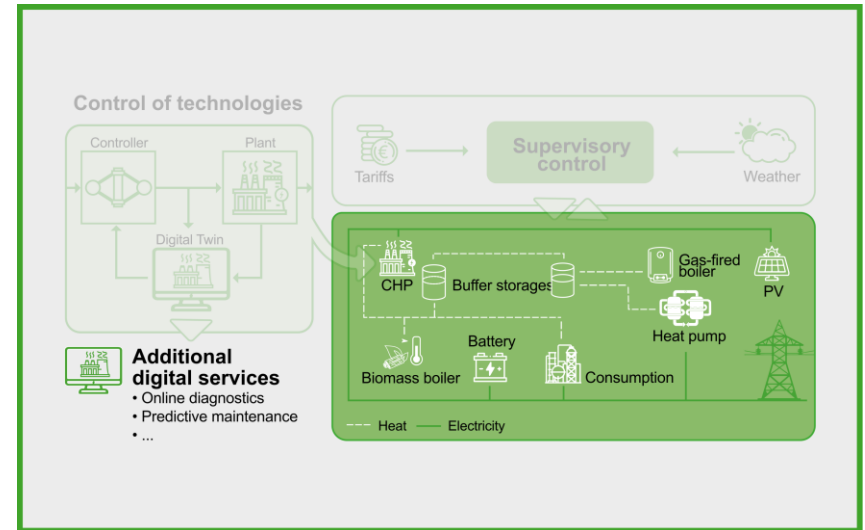 Control of technologies
Controller
Plant
Digital Twin
Tariffs
Supervisory
control
Weather
CHP
Buffer storages
Gas-fired
boiler
PV
Heat pump
Battery
Biomass boiler
Consumption
Heat
Electricity
Additional
digital services
• Online diagnostics
• Predictive maintenance
• ...